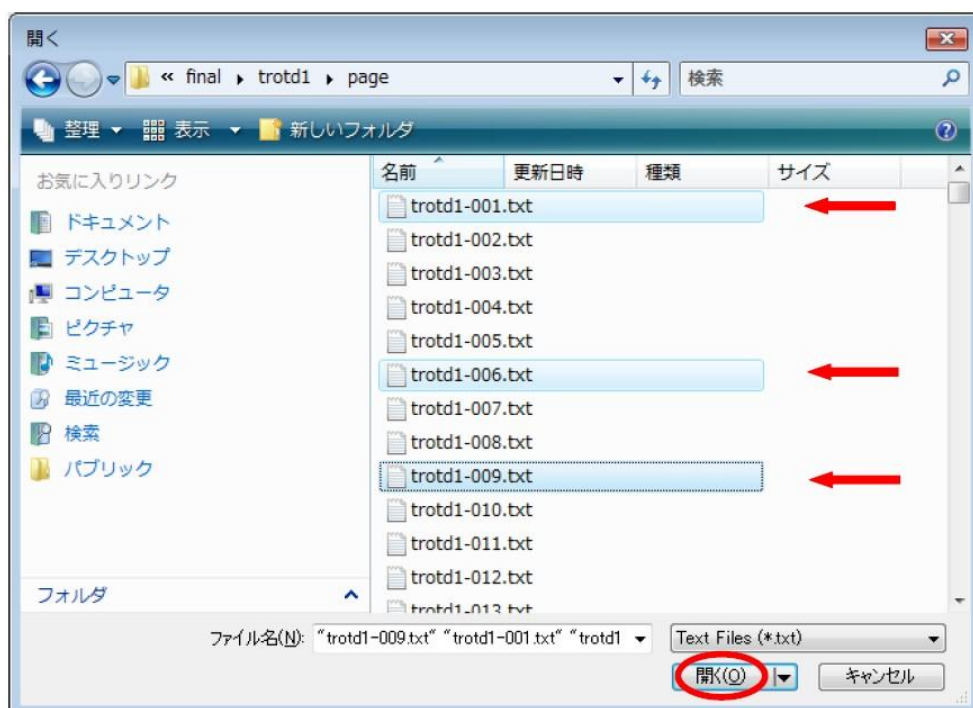 開く
« final ▸ trotd1 ▸ page
検索
整理 表示 新しいフォルダ
お気に入りリンク
ドキュメント
デスクトップ
コンピュータ
ピクチャ
ミュージック
最近の変更
検索
パブリック
フォルダ
名前 更新日時 種類 サイズ
trotd1-001.txt
trotd1-002.txt
trotd1-003.txt
trotd1-004.txt
trotd1-005.txt
trotd1-006.txt
trotd1-007.txt
trotd1-008.txt
trotd1-009.txt
trotd1-010.txt
trotd1-011.txt
trotd1-012.txt
trotd1-013.txt
ファイル名(N): "trotd1-009.txt" "trotd1-001.txt" "trotd1
Text Files (*.txt)
開く(O) キャンセル